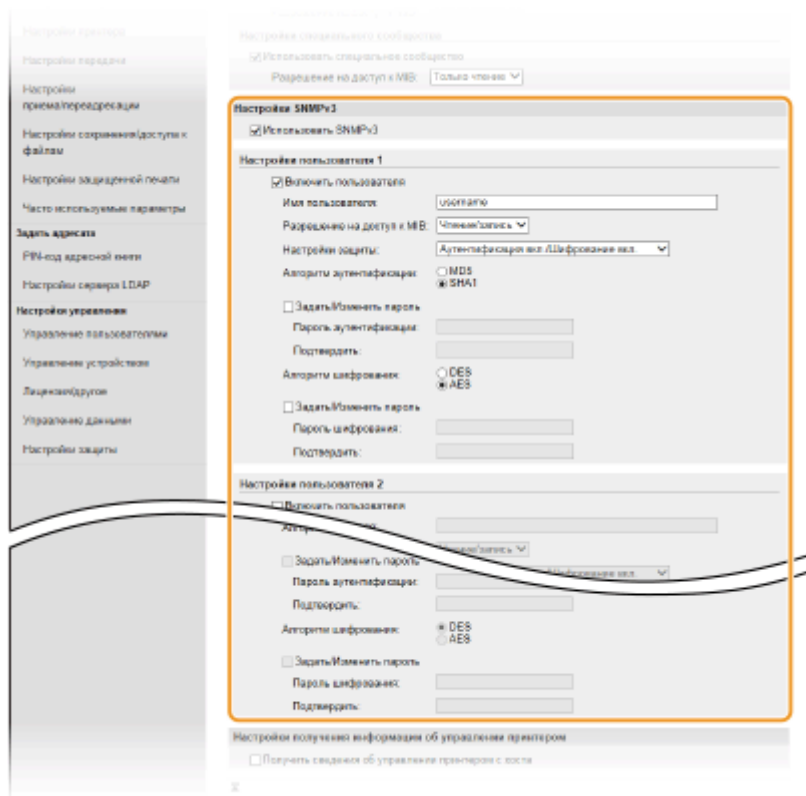 Настройки принтера
Настройки передачи
Настройки
приема/переадресации
Настройки сохранения/доступа к
файлам
Настройки защищенной печати
Часто используемые параметры
Задать адресата
PIN-код адресной книги
Настройки сервера LDAP
Настройки управления
Управление пользователями
Управление устройством
Лицензия/другое
Управление данными
Настройки защиты
Настройки специального сообщества
Использовать специальное сообщество
Разрешение на доступ к MIB: Только чтение
Настройки SNMPv3
Использовать SNMPv3
Настройки пользователя 1
Включить пользователя
Имя пользователя: username
Разрешение на доступ к MIB: Чтение/запись
Настройки защиты: Аутентификация вкл./Шифрование вкл.
Алгоритм аутентификации: MD5
SHA1
Задать/Изменить пароль
Пароль аутентификации:
Подтвердить:
Алгоритм шифрования: DES
AES
Задать/Изменить пароль
Пароль шифрования:
Подтвердить:
Настройки пользователя 2
Включить пользователя
Задать/Изменить пароль
Пароль аутентификации:
Подтвердить:
Алгоритм шифрования: DES
AES
Задать/Изменить пароль
Пароль шифрования:
Подтвердить:
Настройки получения информации об управлении принтером
Получить сведения об управлении принтером с хоста